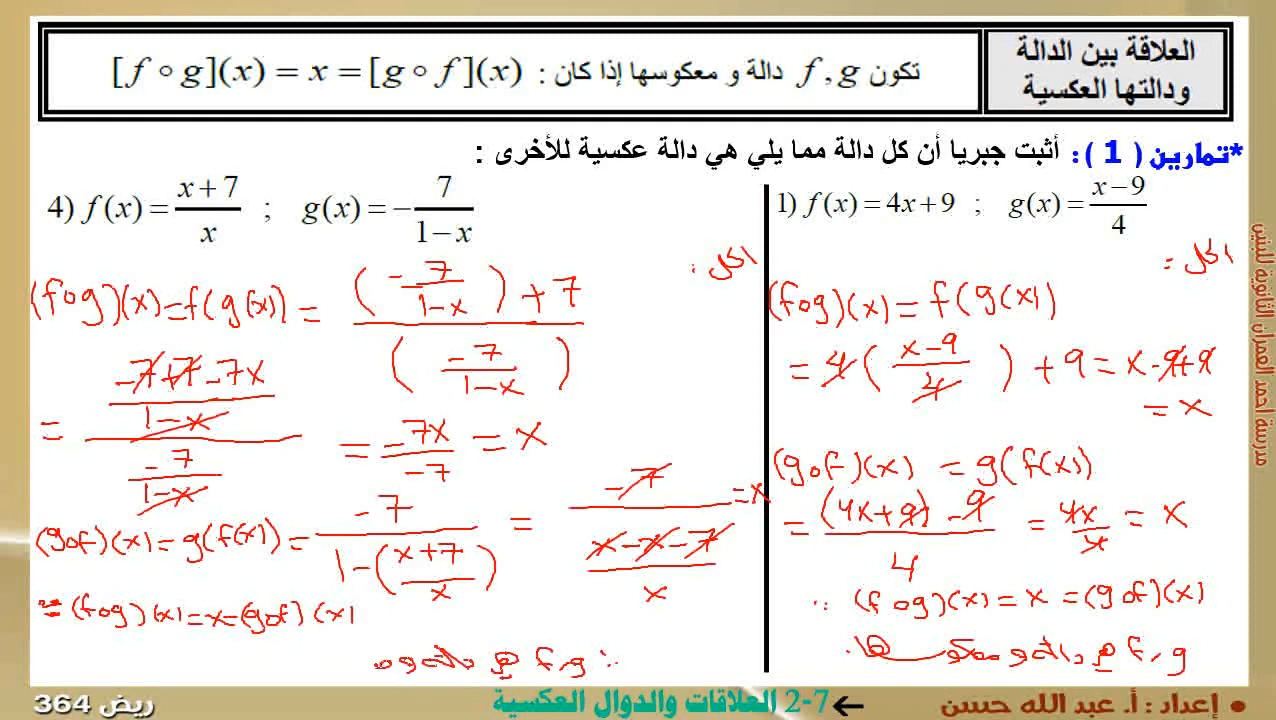 العلاقة بين الدالة
ودالتها العكسية
تكون f , g دالة و معكوسها إذا كان : [f ∘ g](x) = x = [g ∘ f](x)
*تمارين ( 1 ) : أثبت جبريا أن كل دالة مما يلي هي دالة عكسية للأخرى :
1) f(x) = 4x + 9 ; g(x) = (x − 9)/4
الحل :
(fog)(x) = f(g(x))
= 4((x − 9)/4) + 9 = x − 9 + 9
= x
(gof)(x) = g(f(x))
= ((4x + 9) − 9)/4 = 4x/4 = x
∵ (fog)(x) = x = (gof)(x)
f, g هي دالة ومعكوسها.
4) f(x) = (x + 7)/x ; g(x) = −7/(1 − x)
الحل :
(fog)(x) = f(g(x)) = ((−7/(1 − x)) + 7)/(−7/(1 − x))
= ((−7 + 7 − 7x)/(1 − x))/(−7/(1 − x)) = −7x/−7 = x
(gof)(x) = g(f(x)) = −7/(1 − ((x + 7)/x)) = −7/((x − x − 7)/x) = x
∵ (fog)(x) = x = (gof)(x)
∴ f, g هي دالة
مدرسة احمد العمران الثانوية للبنين
• إعداد : أ. عبد الله حسن
← 2-7 العلاقات والدوال العكسية
ريض 364